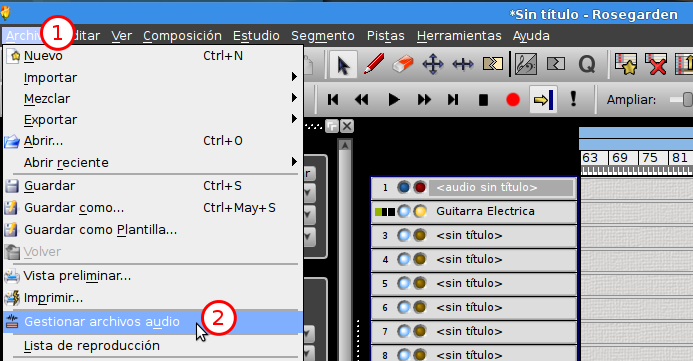 *Sin título - Rosegarden
Archi 1 ditar Ver Composición Estudio Segmento Pistas Herramientas Ayuda
Nuevo Ctrl+N
Importar
Mezclar
Exportar
Abrir... Ctrl+O
Abrir reciente
Guardar Ctrl+S
Guardar como... Ctrl+May+S
Guardar como Plantilla...
Volver
Vista preliminar...
Imprimir...
Gestionar archivos audio 2
Lista de reproducción
Q
Ampliar:
r
63 69 75 81
1 <audio sin título>
Guitarra Electrica
3 <sin título>
4 <sin título>
5 <sin título>
6 <sin título>
7 <sin título>
8 <sin título>